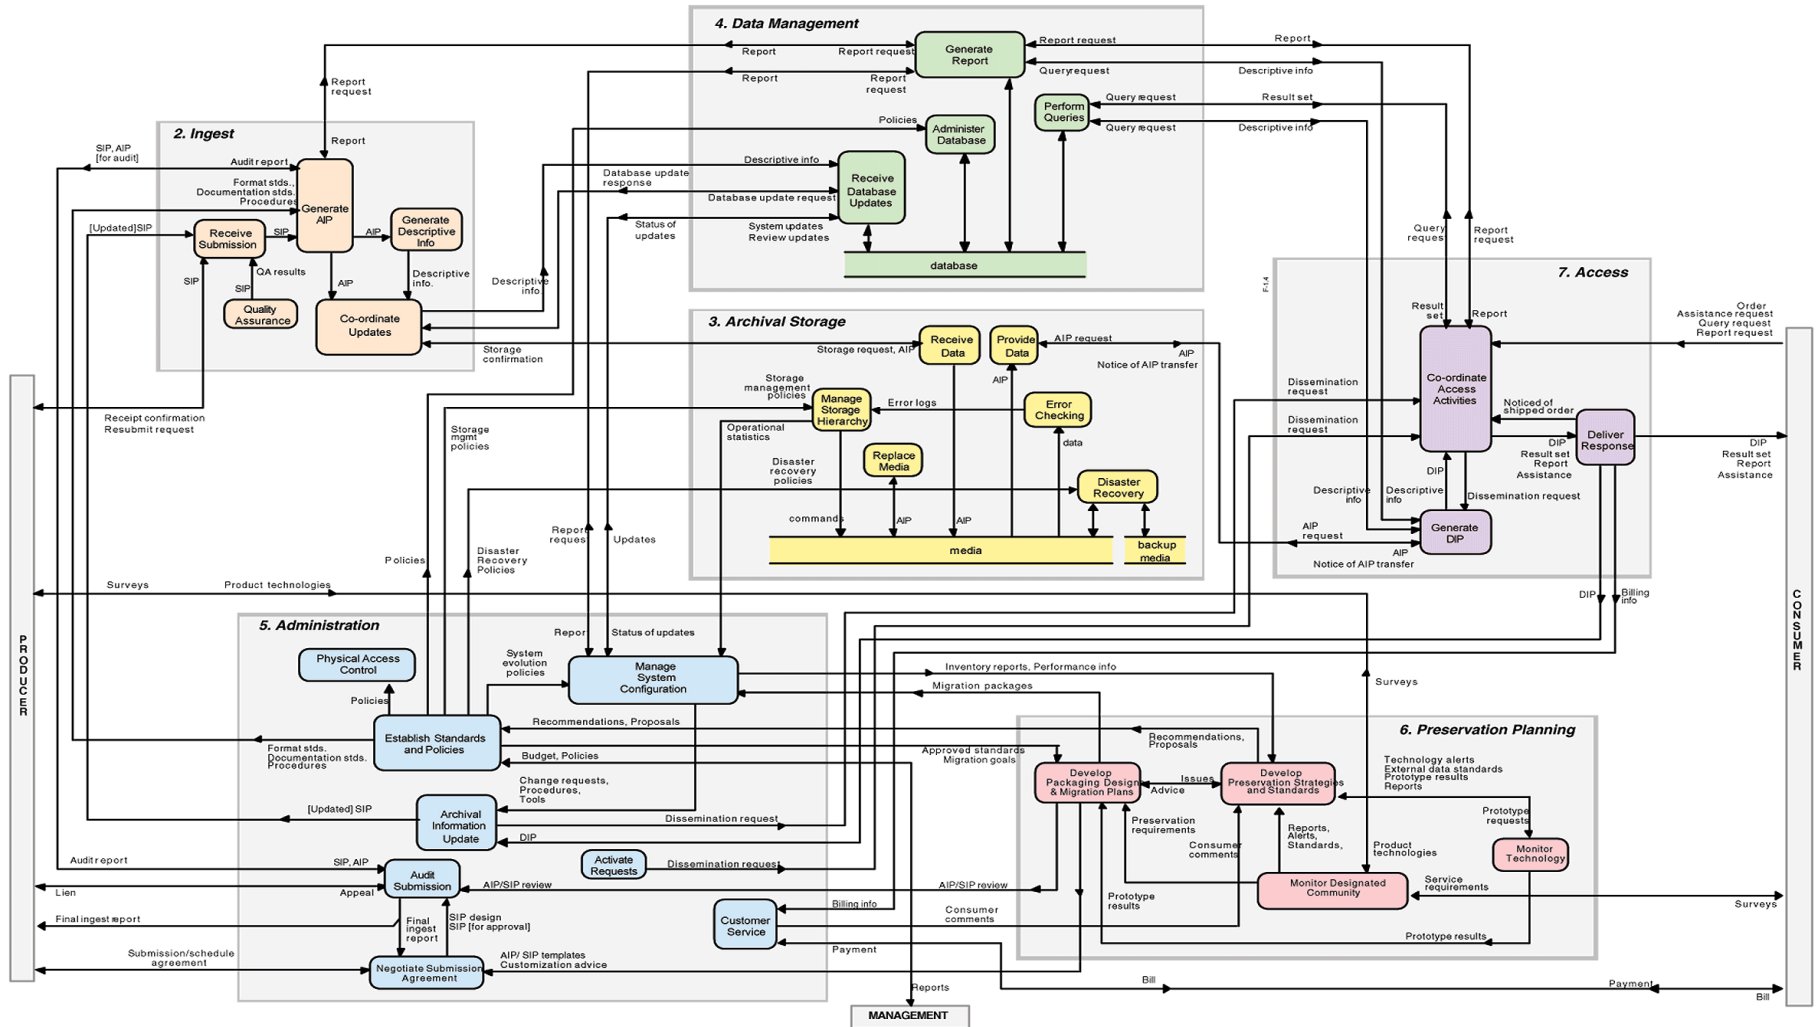 4. Data Management
Generate
Report
Report request
Report
Report
Report request
Report
Report
request
Queryrequest
Descriptive info
Perform
Queries
Query request
Result set
Query request
Descriptive info
Policies
Administer
Database
Descriptive info
Database update
response
Database update request
Receive
Database
Updates
Status of
updates
System updates
Review updates
database
2. Ingest
Report
request
Report
SIP, AIP
[for audit]
Audit report
Format stds.,
Documentation stds.
Procedures
Generate
AIP
[Updated]SIP
Receive
Submission
SIP
AIP
Generate
Descriptive
Info
SIP
QA results
SIP
AIP
Descriptive
info.
Quality
Assurance
Co-ordinate
Updates
Descriptive
info.
Storage
confirmation
Receipt confirmation
Resubmit request
3. Archival Storage
Storage request, AIP
Receive
Data
Provide
Data
AIP request
AIP
Notice of AIP transfer
AIP
Storage
management
policies
Manage
Storage
Hierarchy
Error logs
Error
Checking
Operational
statistics
data
Replace
Media
Disaster
recovery
policies
Disaster
Recovery
commands
AIP
AIP
media
backup
media
Storage
mgmt
policies
Policies
Disaster
Recovery
Policies
Report
request
Updates
7. Access
F-1.4
Query
request
Report
request
Result
set
Report
Order
Assistance request
Query request
Report request
Co-ordinate
Access
Activities
Dissemination
request
Dissemination
request
Noticed of
shipped order
Deliver
Response
DIP
Result set
Report
Assistance
DIP
Result set
Report
Assistance
DIP
Dissemination request
Descriptive
info
Descriptive
info
Generate
DIP
AIP
request
AIP
Notice of AIP transfer
DIP
Billing
info
PRODUCER
CONSUMER
Surveys
Product technologies
5. Administration
Physical Access
Control
Policies
System
evolution
policies
Report
Status of updates
Manage
System
Configuration
Inventory reports, Performance info
Migration packages
Surveys
Establish Standards
and Policies
Recommendations, Proposals
Budget, Policies
Format stds.
Documentation stds.
Procedures
Change requests,
Procedures,
Tools
Approved standards
Migration goals
[Updated] SIP
Archival
Information
Update
Dissemination request
DIP
Activate
Requests
Dissemination request
Audit report
SIP, AIP
Audit
Submission
AIP/SIP review
AIP/SIP review
Lien
Appeal
Final ingest report
Final
ingest
report
SIP design
SIP [for approval]
Submission/schedule
agreement
Negotiate Submission
Agreement
AIP/ SIP templates
Customization advice
Customer
Service
Billing info
Consumer
comments
Payment
Reports
MANAGEMENT
Bill
Payment
Bill
6. Preservation Planning
Recommendations,
Proposals
Develop
Packaging Design
& Migration Plans
Issues
Advice
Develop
Preservation Strategies
and Standards
Technology alerts
External data standards
Prototype results
Reports
Prototype
requests
Preservation
requirements
Consumer
comments
Reports,
Alerts,
Standards,
Product
technologies
Monitor
Technology
Prototype
results
Monitor Designated
Community
Service
requirements
Surveys
Prototype results